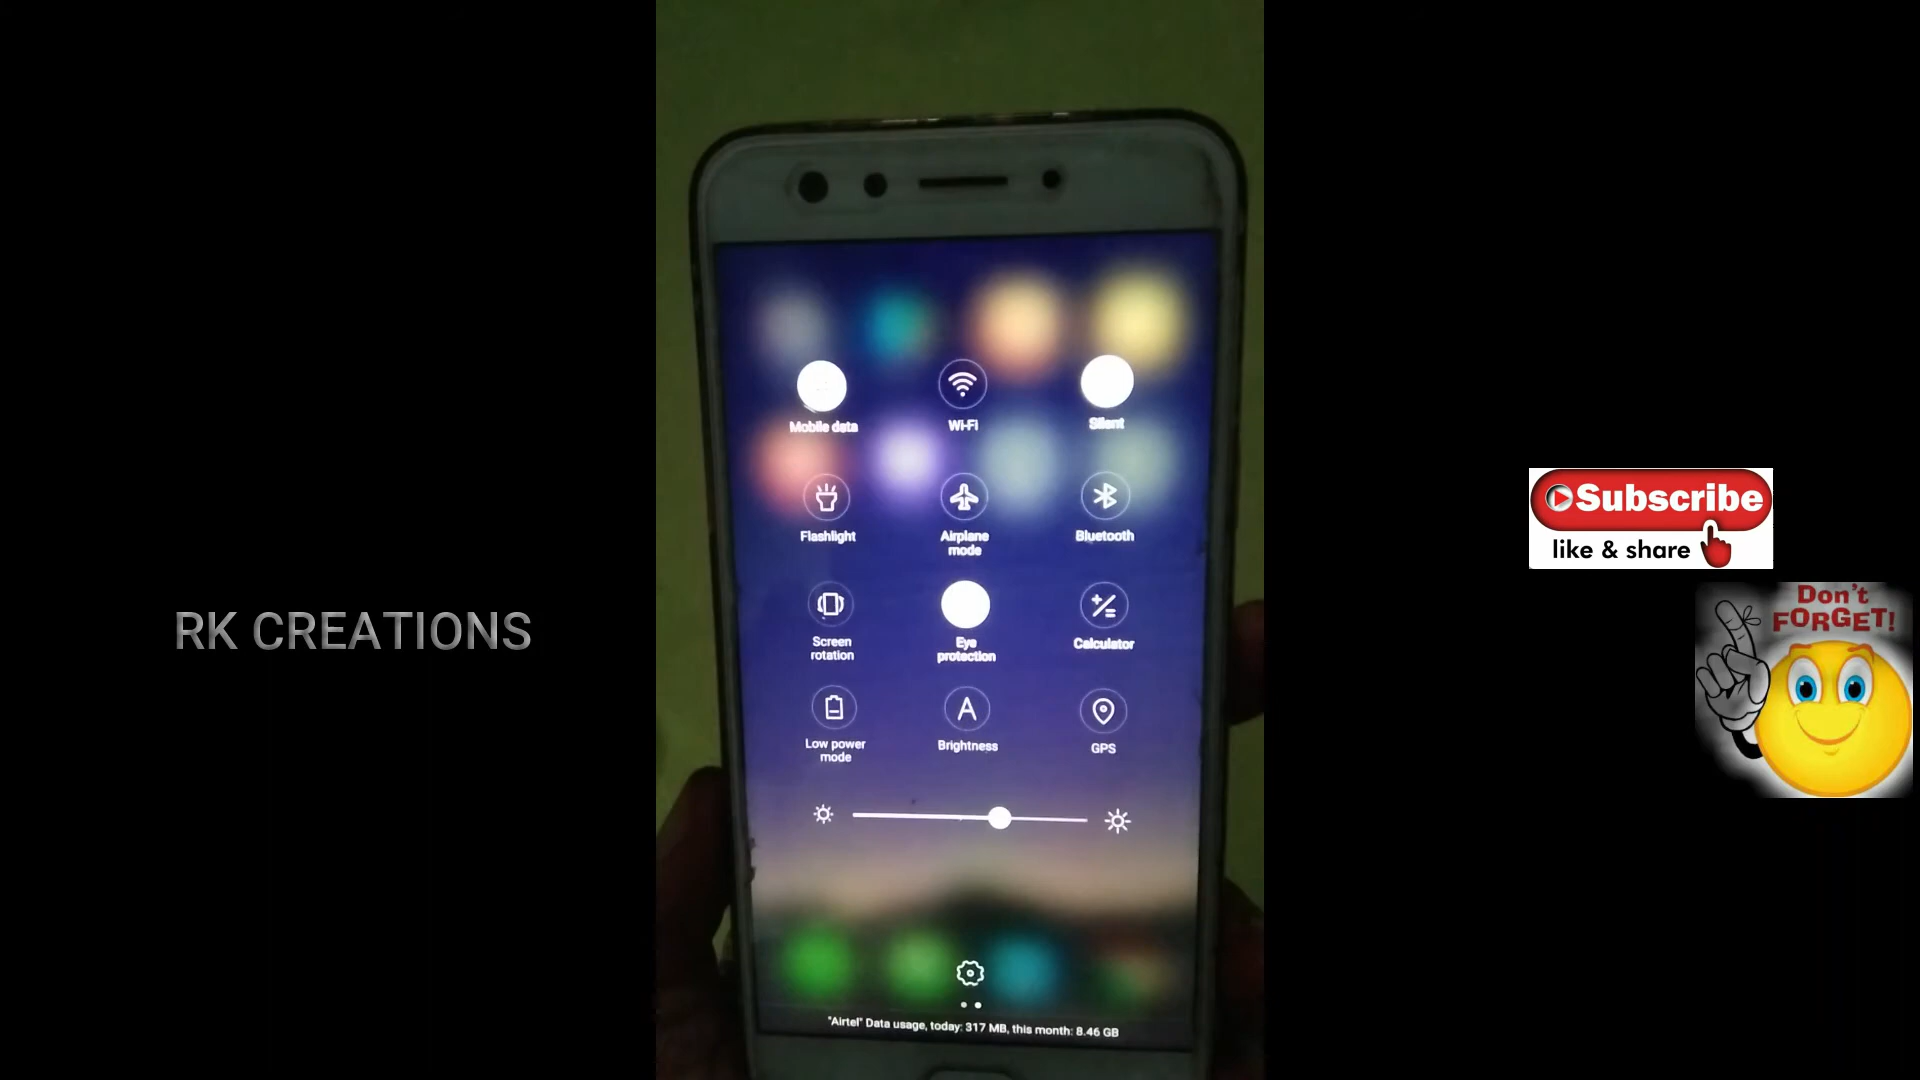 Mobile data
Wi-Fi
Silent
Flashlight
Airplane
mode
Bluetooth
Screen
rotation
Eye
protection
Calculator
Low power
mode
Brightness
GPS
"Airtel" Data usage, today: 317 MB, this month: 8.46 GB
RK CREATIONS
Subscribe
like & share
Don't
FORGET!